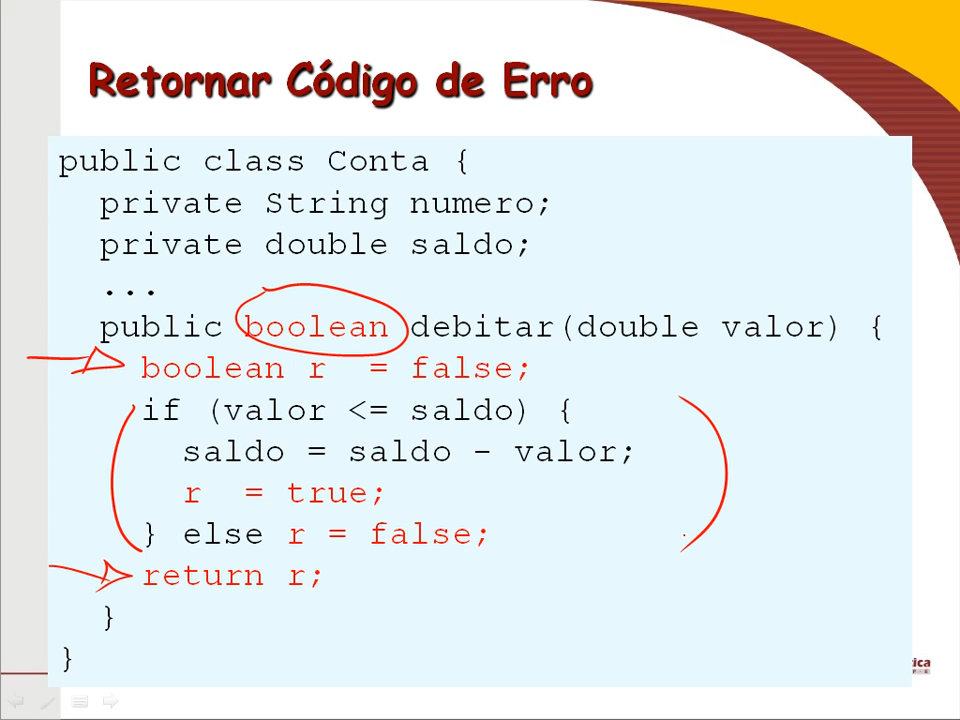 Retornar Código de Erro
public class Conta {
private String numero;
private double saldo;
...
public boolean debitar(double valor) {
boolean r  = false;
if (valor <= saldo) {
saldo = saldo - valor;
r  = true;
} else r = false;
return r;
}
}